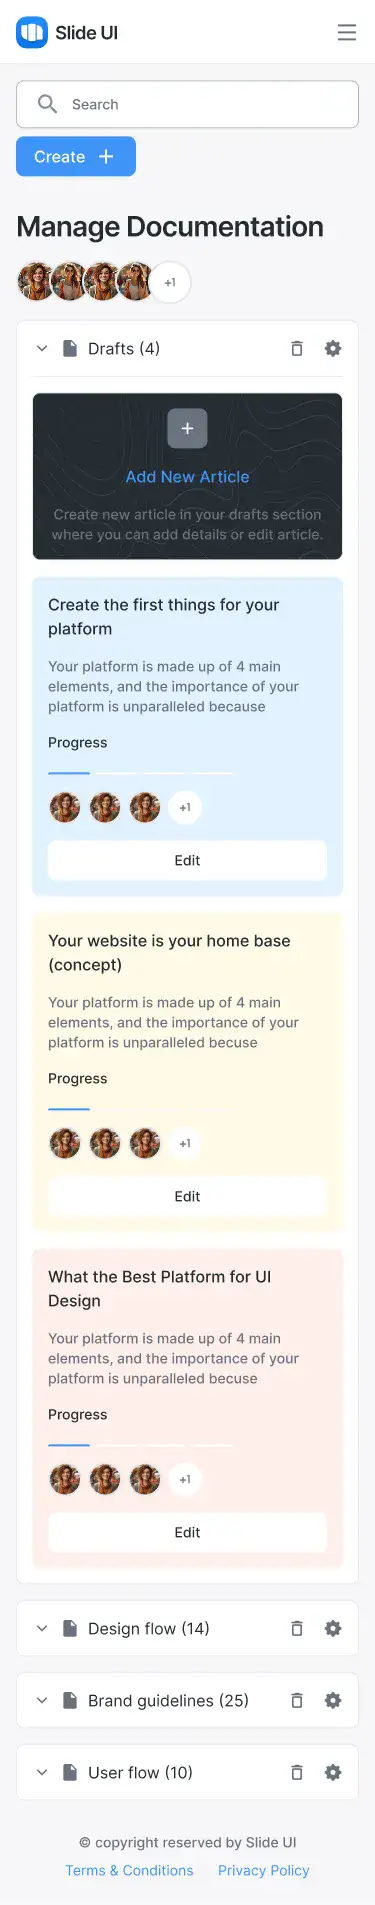 Slide UI
Search
Create
Manage Documentation
+1
Drafts (4)
Add New Article
Create new article in your drafts section
where you can add details or edit article.
Create the first things for your
platform
Your platform is made up of 4 main
elements, and the importance of your
platform is unparalleled because
Progress
+1
Edit
Your website is your home base
(concept)
Your platform is made up of 4 main
elements, and the importance of your
platform is unparalleled becuse
Progress
+1
Edit
What the Best Platform for UI
Design
Your platform is made up of 4 main
elements, and the importance of your
platform is unparalleled becuse
Progress
+1
Edit
Design flow (14)
Brand guidelines (25)
User flow (10)
© copyright reserved by Slide UI
Terms & Conditions Privacy Policy